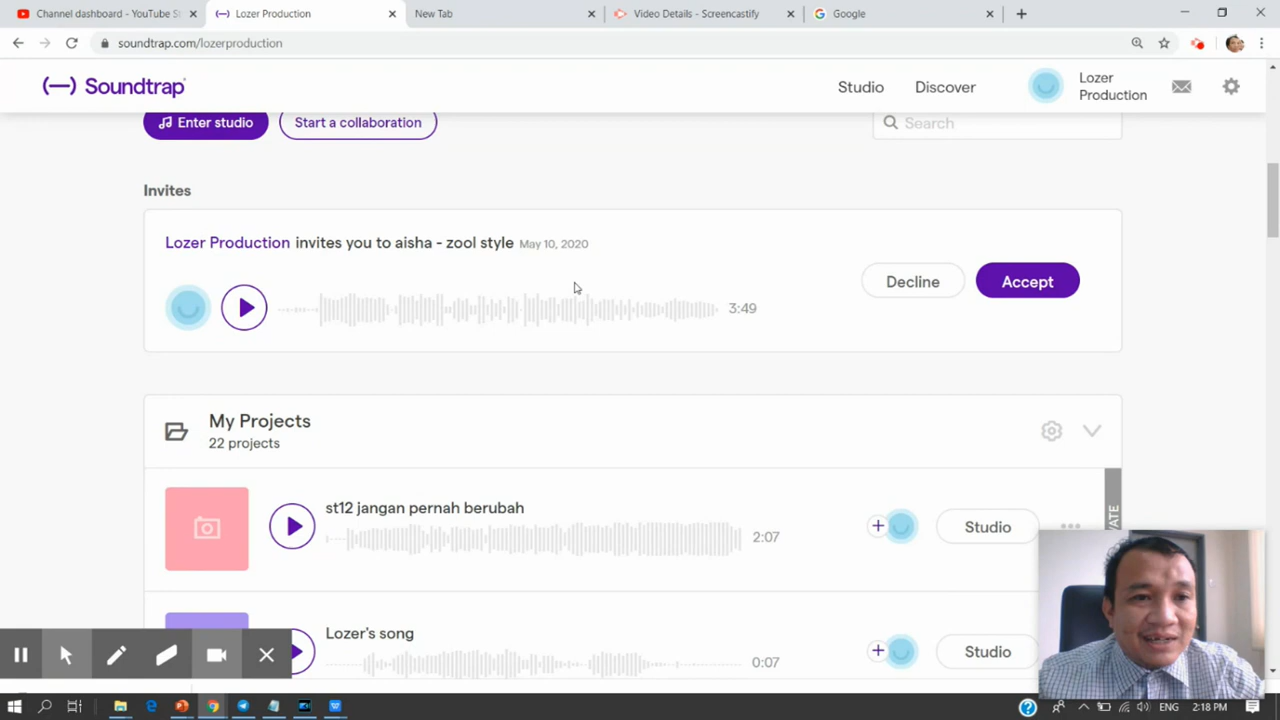 Channel dashboard - YouTube St
Lozer Production
New Tab
Video Details - Screencastify
Google
soundtrap.com/lozerproduction
Soundtrap
Studio
Discover
Lozer
Production
Enter studio
Start a collaboration
Search
Invites
Lozer Production invites you to aisha - zool style May 10, 2020
3:49
Decline
Accept
My Projects
22 projects
st12 jangan pernah berubah
2:07
Studio
Lozer's song
0:07
Studio
ENG
2:18 PM